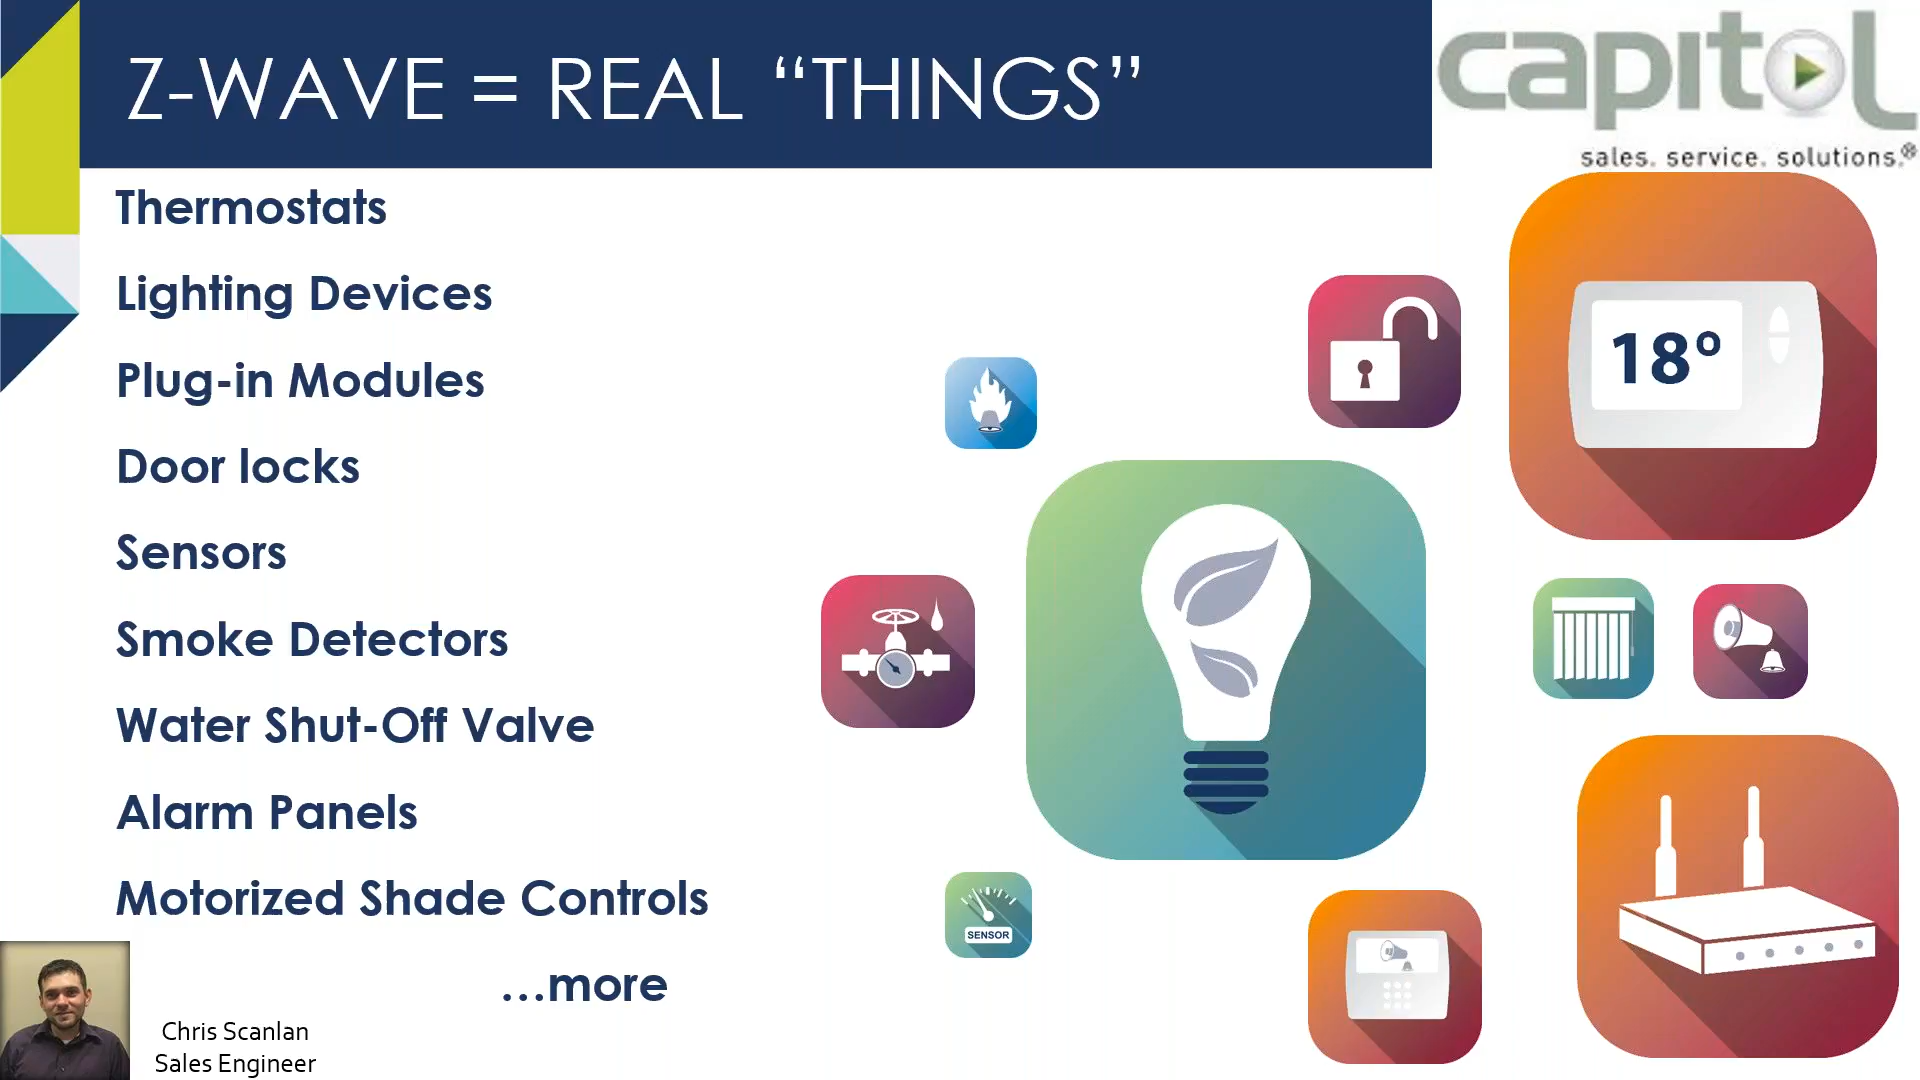 Z-WAVE = REAL “THINGS”
capitol
sales. service. solutions.®
Thermostats
Lighting Devices
Plug-in Modules
Door locks
Sensors
Smoke Detectors
Water Shut-Off Valve
Alarm Panels
Motorized Shade Controls
...more
18º
SENSOR
Chris Scanlan
Sales Engineer